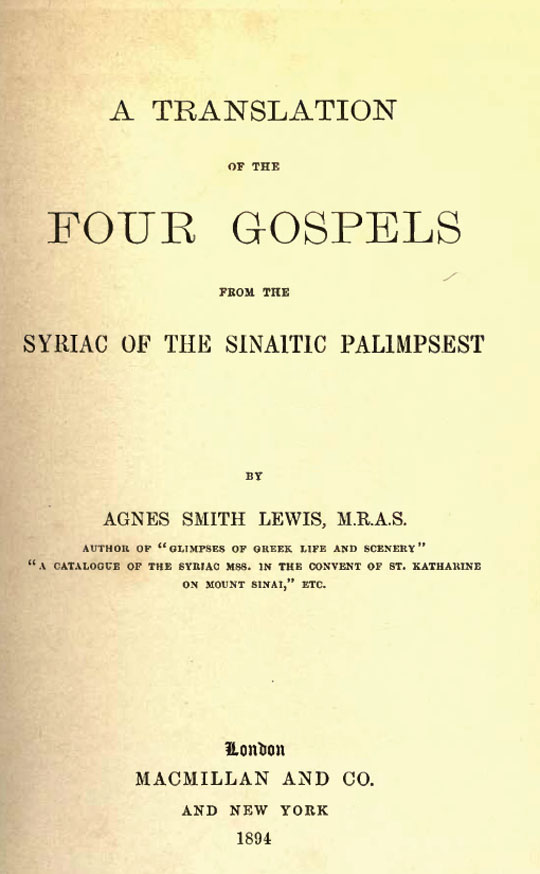 A TRANSLATION
OF THE
FOUR GOSPELS
FROM THE
SYRIAC OF THE SINAITIC PALIMPSEST
BY
AGNES SMITH LEWIS, M.R.A.S.
AUTHOR OF "GLIMPSES OF GREEK LIFE AND SCENERY"
"A CATALOGUE OF THE SYRIAC MSS. IN THE CONVENT OF ST. KATHARINE
ON MOUNT SINAI," ETC.
London
MACMILLAN AND CO.
AND NEW YORK
1894